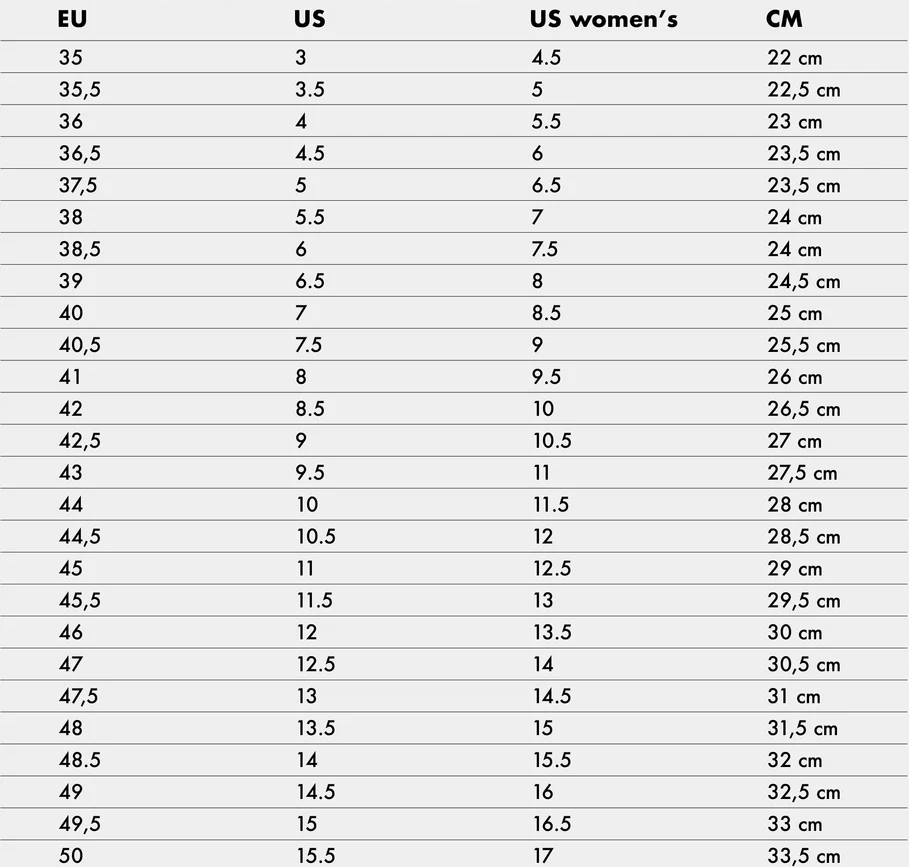 EU US US women’s CM
35 3 4.5 22 cm
35,5 3.5 5 22,5 cm
36 4 5.5 23 cm
36,5 4.5 6 23,5 cm
37,5 5 6.5 23,5 cm
38 5.5 7 24 cm
38,5 6 7.5 24 cm
39 6.5 8 24,5 cm
40 7 8.5 25 cm
40,5 7.5 9 25,5 cm
41 8 9.5 26 cm
42 8.5 10 26,5 cm
42,5 9 10.5 27 cm
43 9.5 11 27,5 cm
44 10 11.5 28 cm
44,5 10.5 12 28,5 cm
45 11 12.5 29 cm
45,5 11.5 13 29,5 cm
46 12 13.5 30 cm
47 12.5 14 30,5 cm
47,5 13 14.5 31 cm
48 13.5 15 31,5 cm
48.5 14 15.5 32 cm
49 14.5 16 32,5 cm
49,5 15 16.5 33 cm
50 15.5 17 33,5 cm